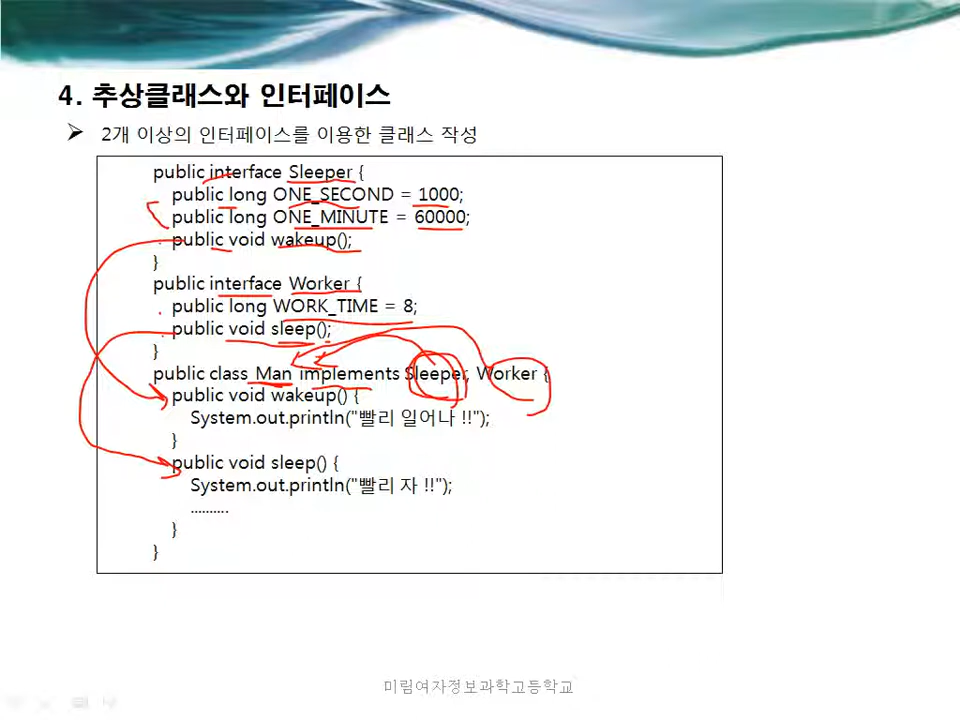 4. 추상클래스와 인터페이스
➤ 2개 이상의 인터페이스를 이용한 클래스 작성
public interface Sleeper {
public long ONE_SECOND = 1000;
public long ONE_MINUTE = 60000;
public void wakeup();
}
public interface Worker {
public long WORK_TIME = 8;
public void sleep();
}
public class Man implements Sleeper, Worker {
public void wakeup() {
System.out.println("빨리 일어나 !!");
}
public void sleep() {
System.out.println("빨리 자 !!");
..........
}
}
미림여자정보과학고등학교